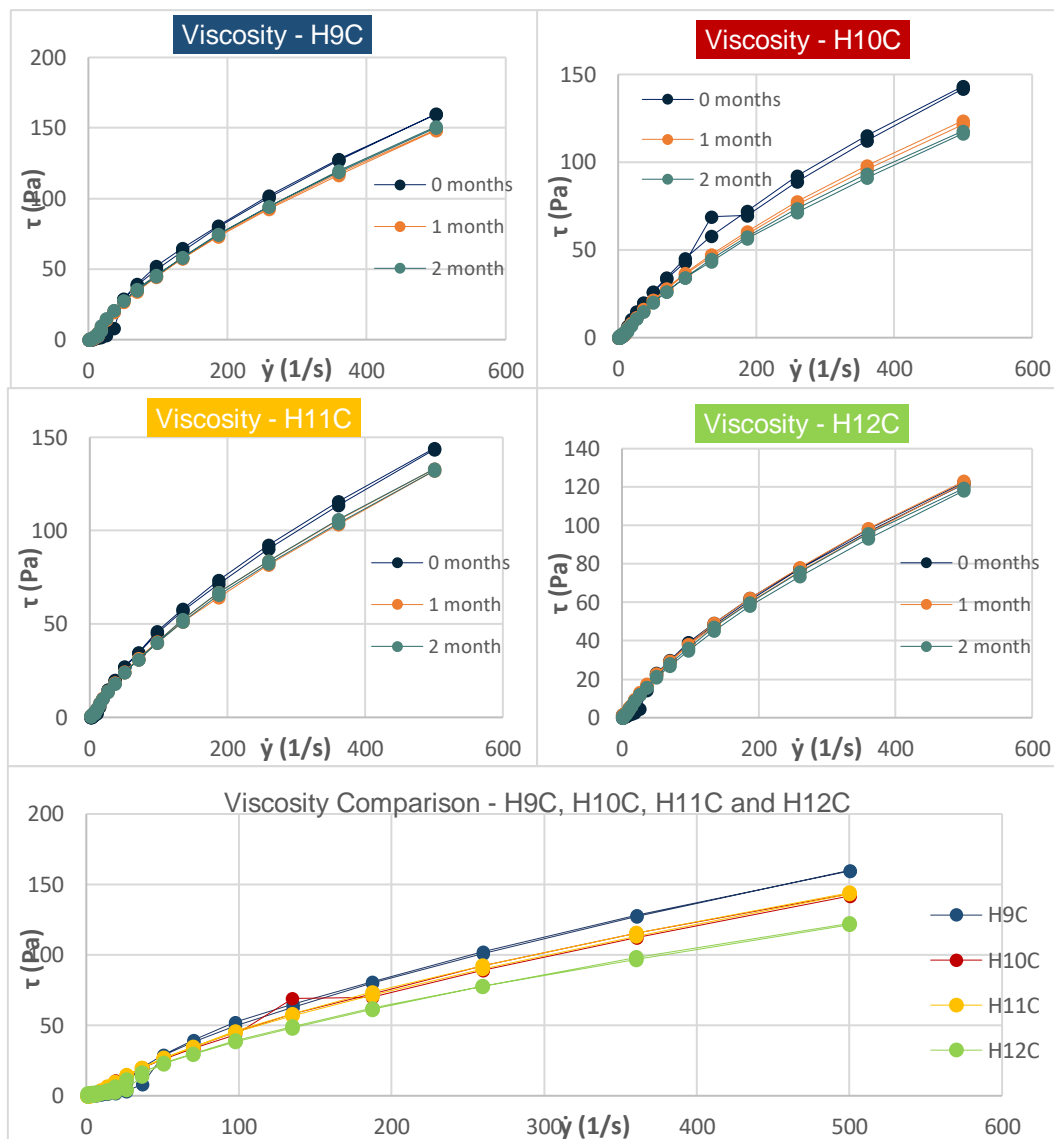 Viscosity - H9C
200
150
100
50
0
0
200
400
600
τ (Pa)
ẏ (1/s)
0 months
1 month
2 month
Viscosity - H10C
150
100
50
0
0
200
400
600
τ (Pa)
ẏ (1/s)
0 months
1 month
2 month
Viscosity - H11C
150
100
50
0
0
200
400
600
τ (Pa)
ẏ (1/s)
0 months
1 month
2 month
Viscosity - H12C
140
120
100
80
60
40
20
0
0
200
400
600
τ (Pa)
ẏ (1/s)
0 months
1 month
2 month
Viscosity Comparison - H9C, H10C, H11C and H12C
200
150
100
50
0
0
100
200
300
400
500
600
τ (Pa)
ẏ (1/s)
H9C
H10C
H11C
H12C